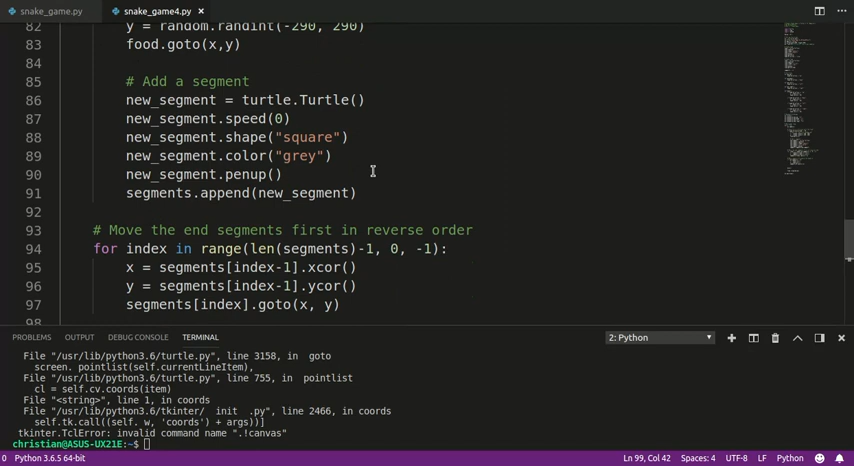 snake_game.py snake_game4.py
82 y = random.randint(-290, 290)
83 food.goto(x,y)
84
85 # Add a segment
86 new_segment = turtle.Turtle()
87 new_segment.speed(0)
88 new_segment.shape("square")
89 new_segment.color("grey")
90 new_segment.penup()
91 segments.append(new_segment)
92
93 # Move the end segments first in reverse order
94 for index in range(len(segments)-1, 0, -1):
95 x = segments[index-1].xcor()
96 y = segments[index-1].ycor()
97 segments[index].goto(x, y)
98
PROBLEMS OUTPUT DEBUG CONSOLE TERMINAL 2: Python
File "/usr/lib/python3.6/turtle.py", line 3158, in goto
screen. pointlist(self.currentLineItem),
File "/usr/lib/python3.6/turtle.py", line 755, in pointlist
cl = self.cv.coords(item)
File "<string>", line 1, in coords
File "/usr/lib/python3.6/tkinter/ init .py", line 2466, in coords
self.tk.call((self. w, 'coords') + args))]
tkinter.TclError: invalid command name ".!canvas"
christian@ASUS-UX21E:~$
0 Python 3.6.5 64-bit Ln 99, Col 42 Spaces: 4 UTF-8 LF Python